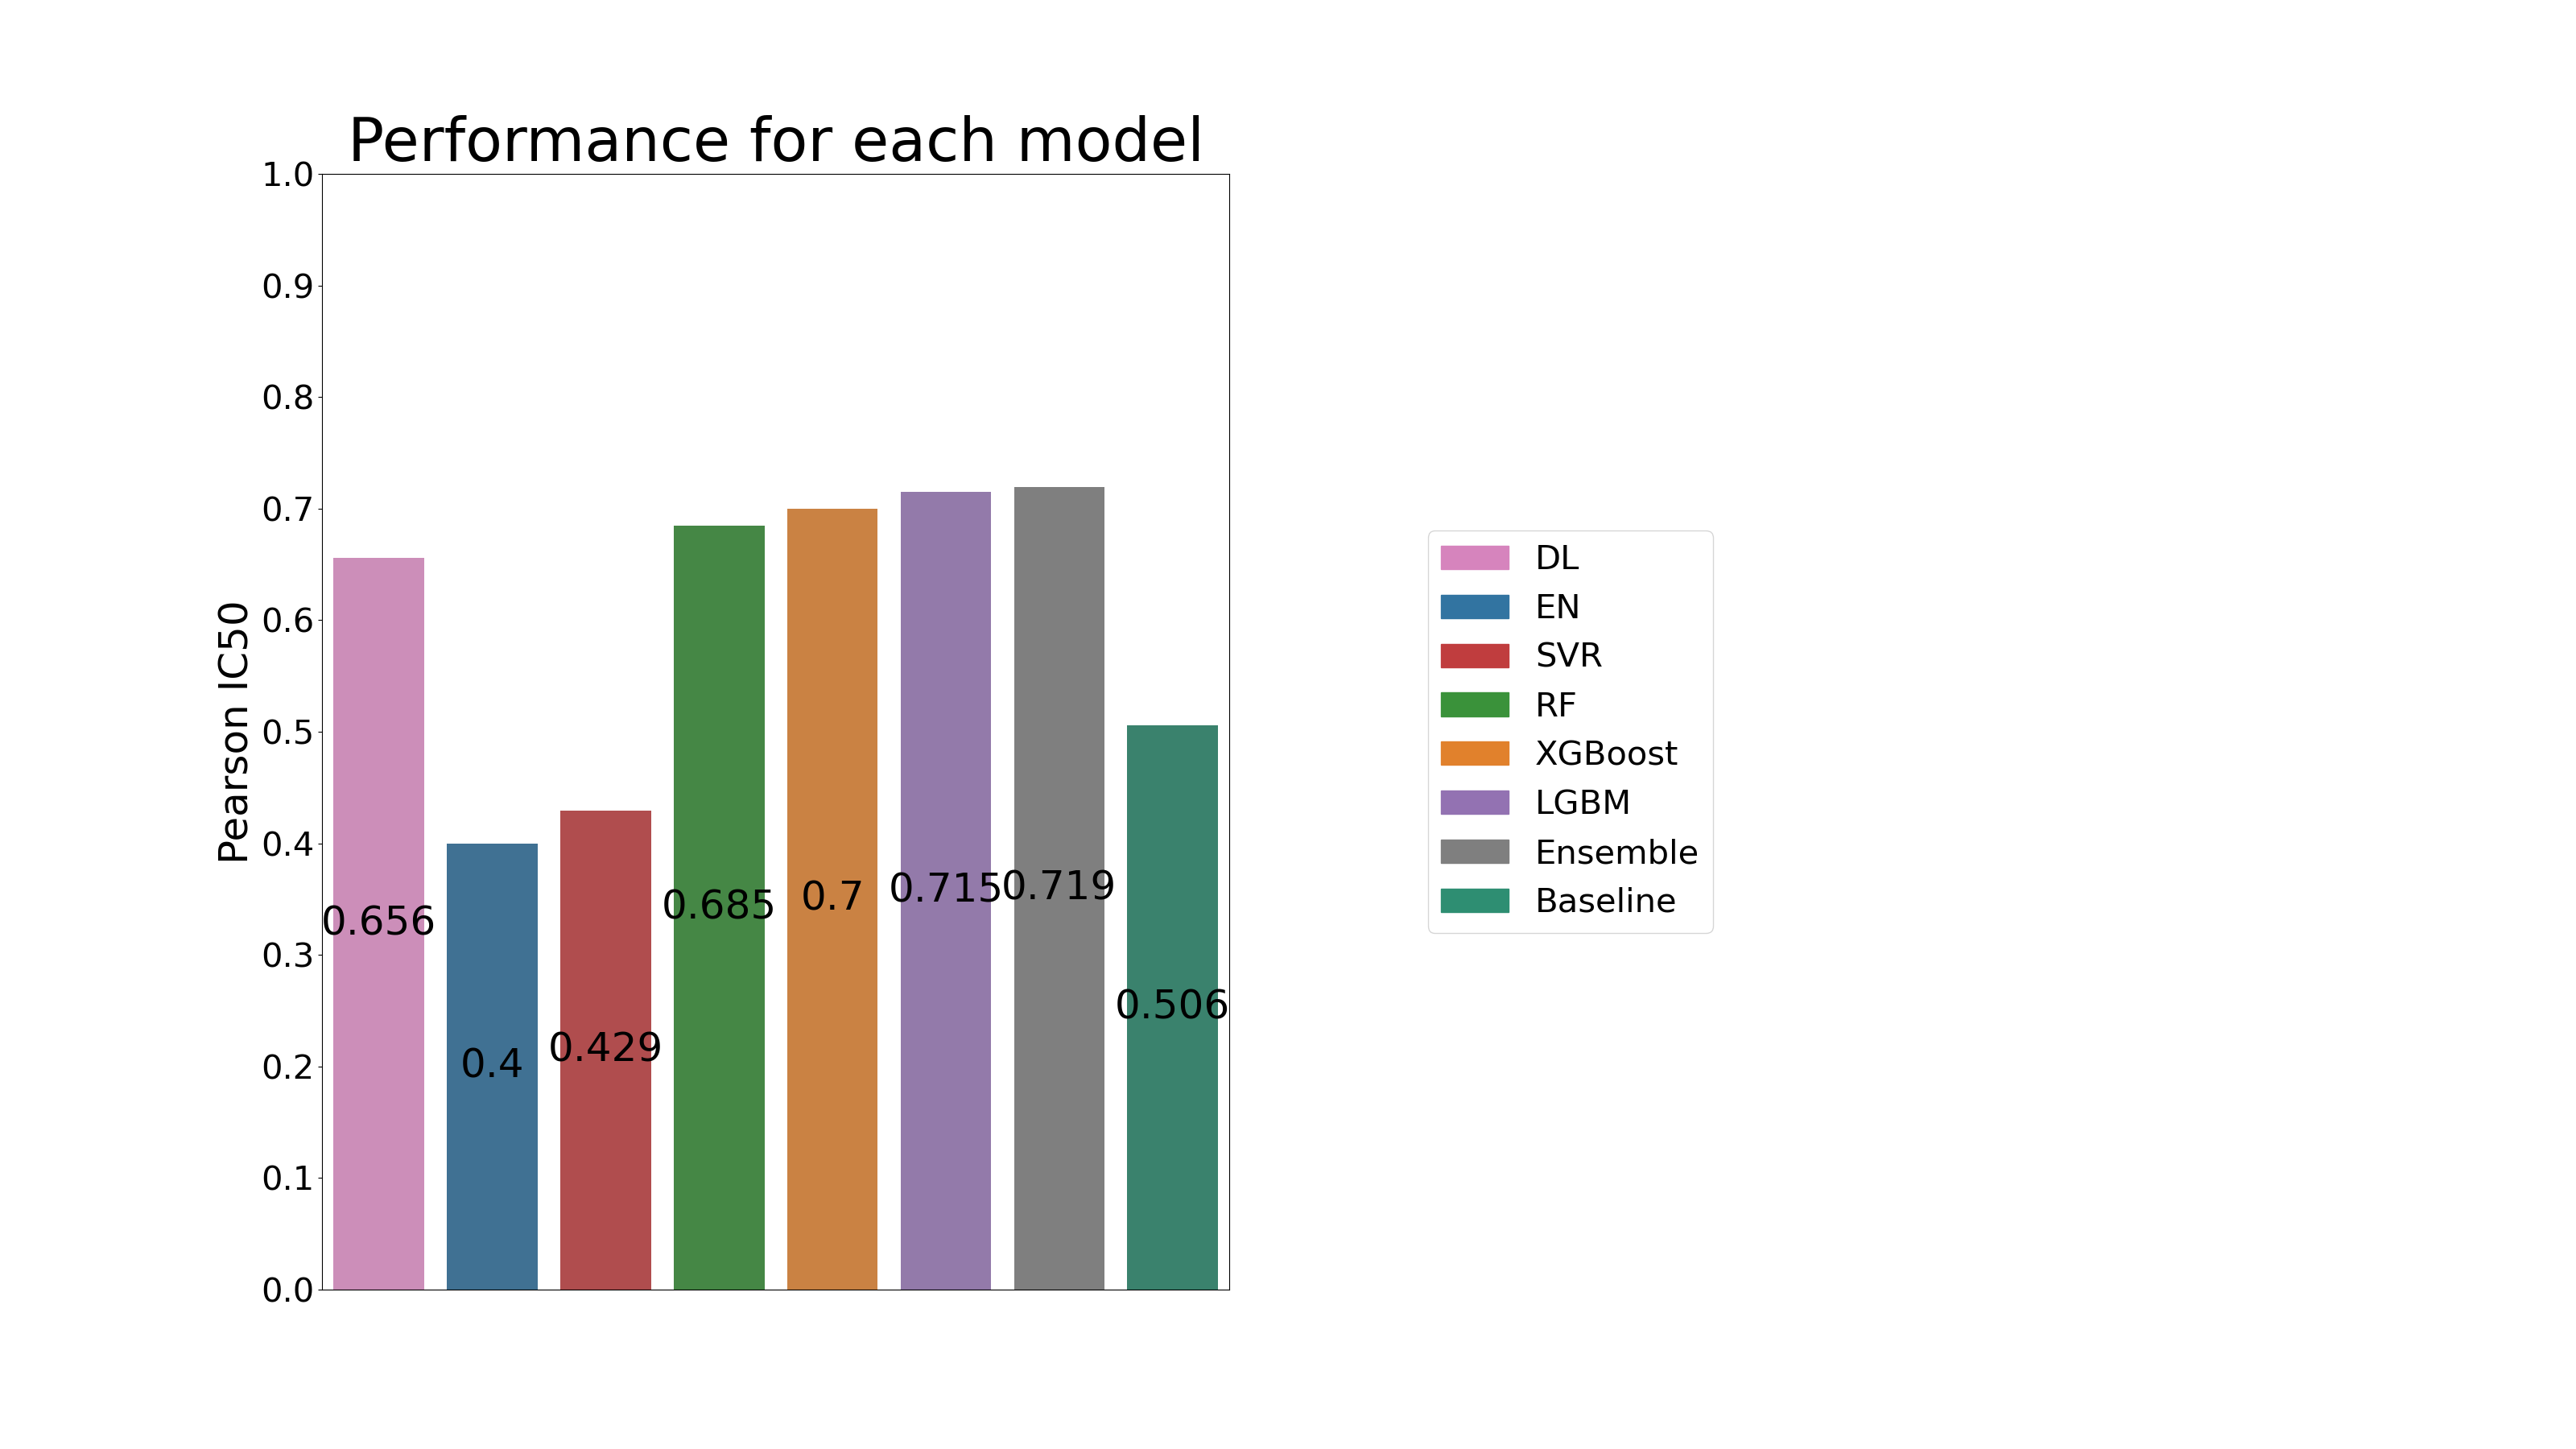 Performance for each model
Pearson IC50
1.0
0.9
0.8
0.7
0.6
0.5
0.4
0.3
0.2
0.1
0.0
0.656
0.4
0.429
0.685
0.7
0.715
0.719
0.506
DL
EN
SVR
RF
XGBoost
LGBM
Ensemble
Baseline